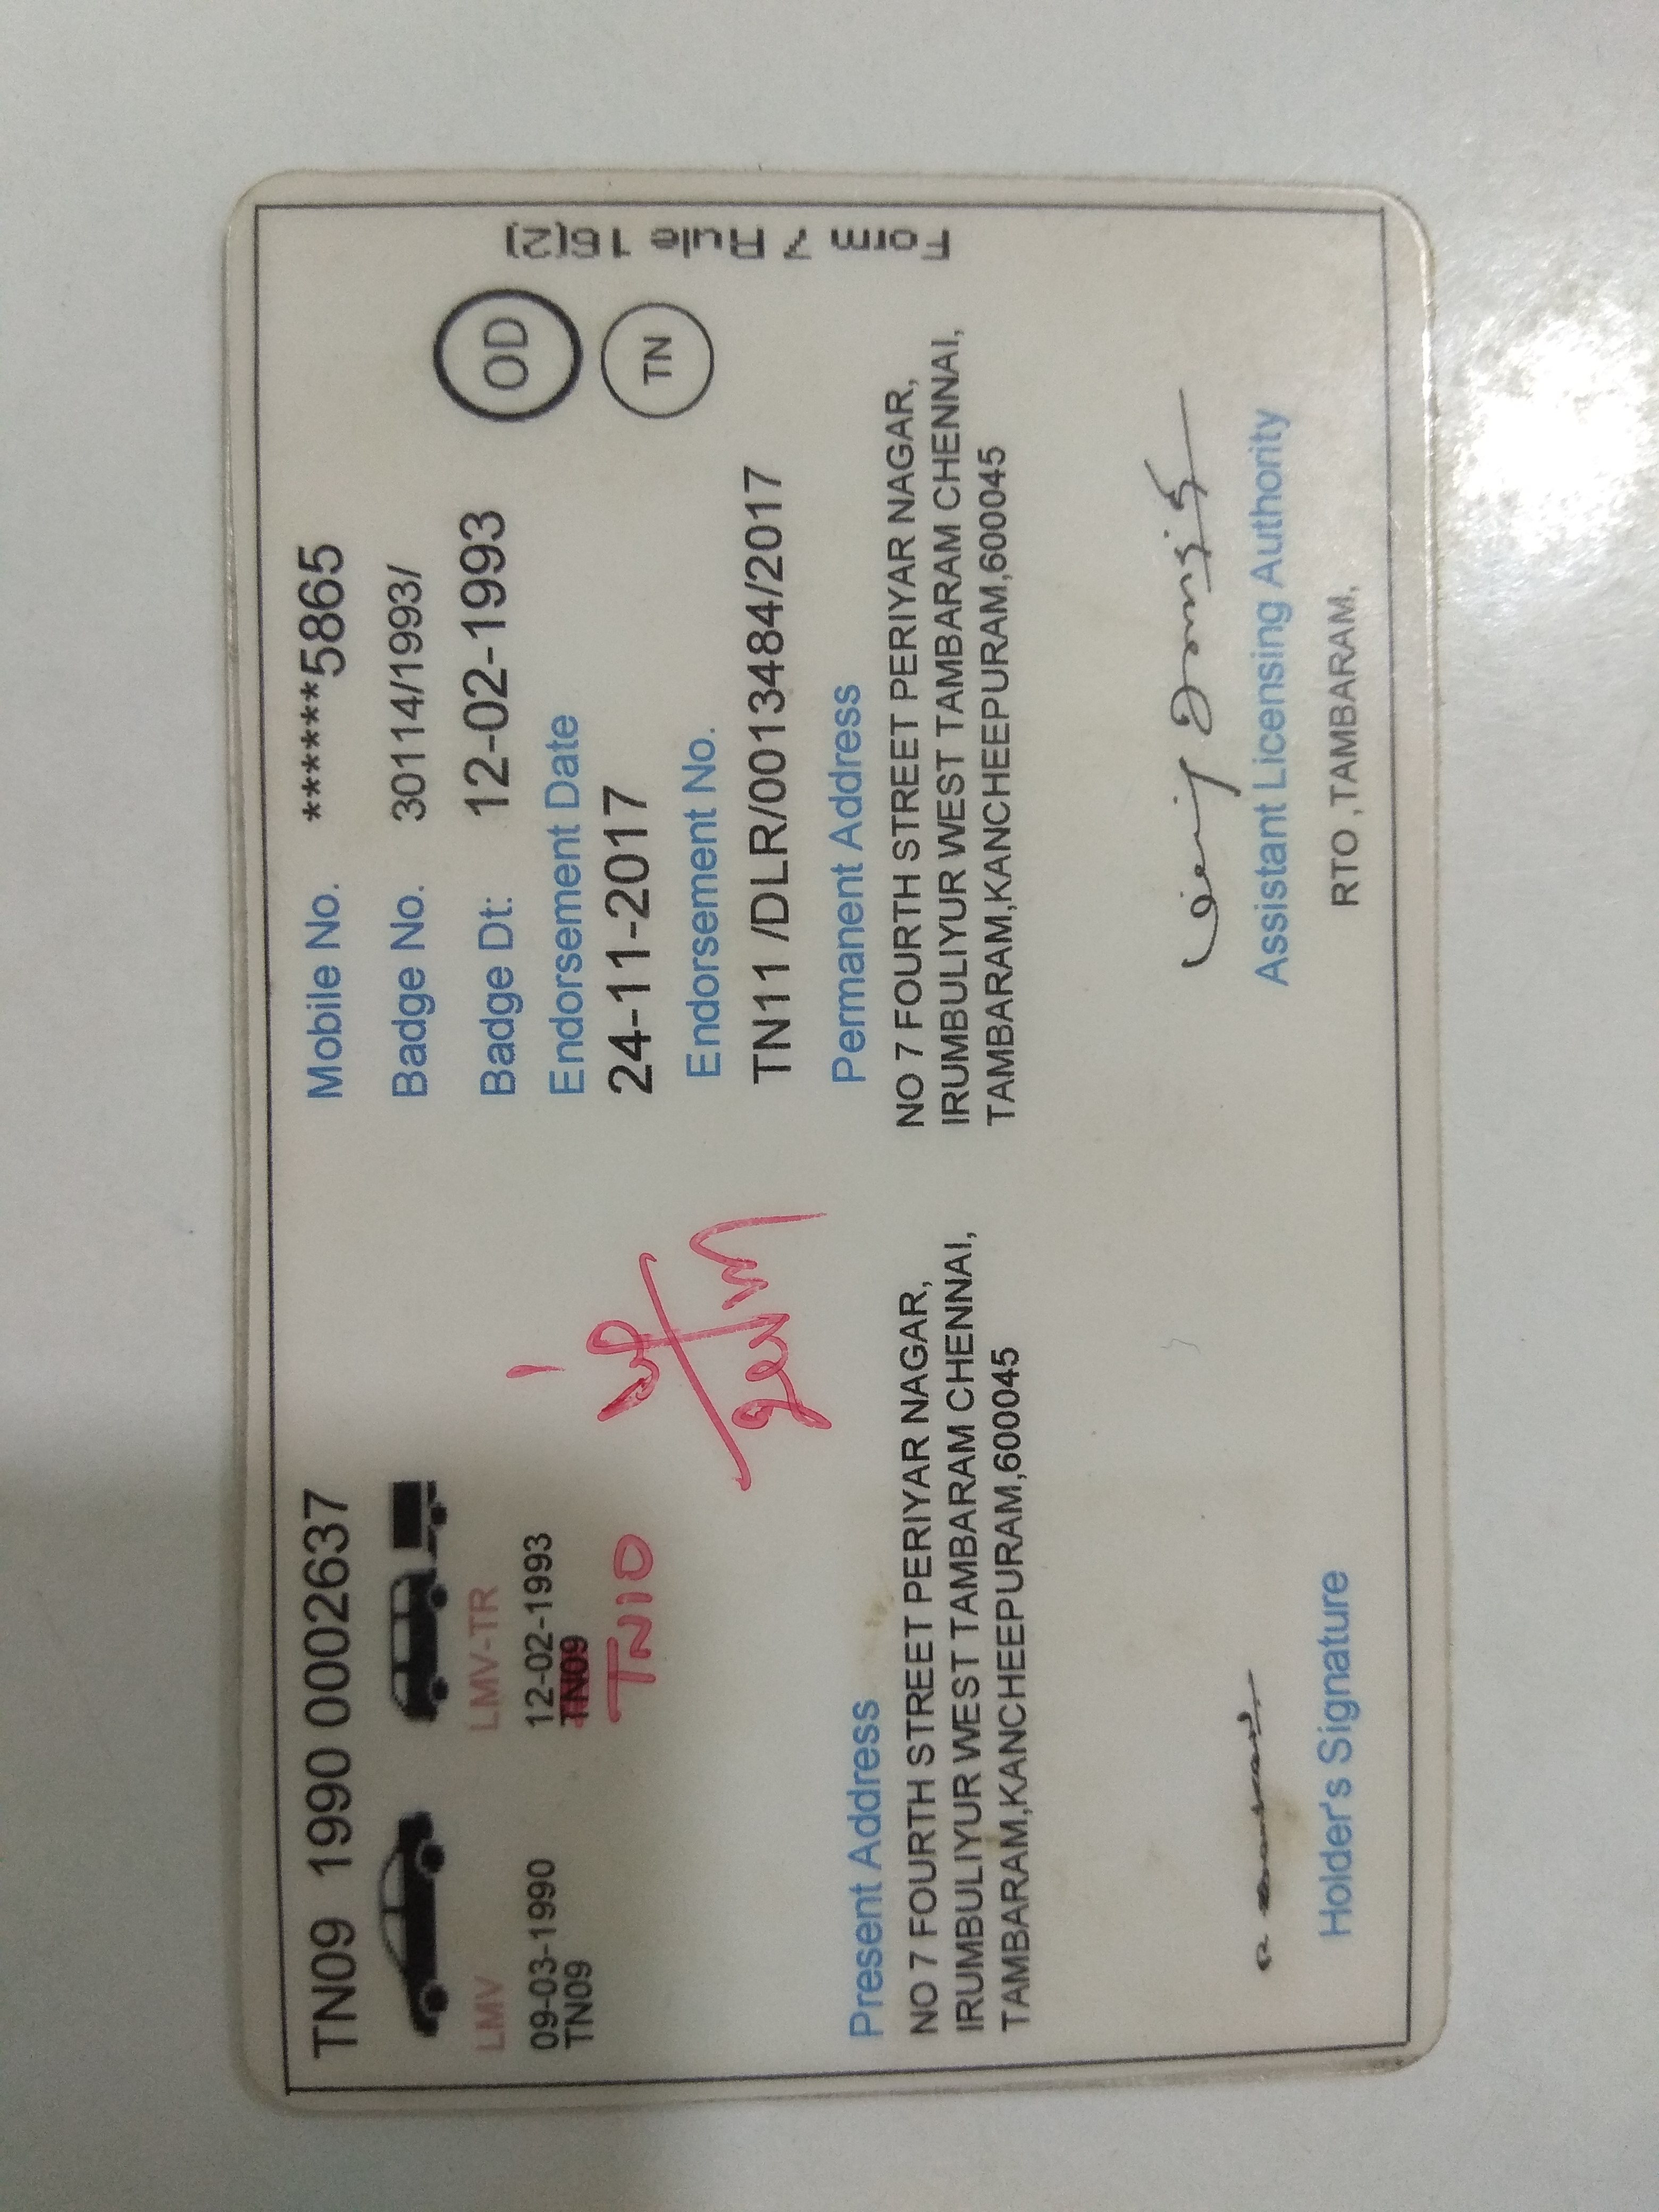 TN09 1990 0002637
LMV
09-03-1990
TN09
LMV-TR
12-02-1993
TN09
TN10
Present Address
NO 7 FOURTH STREET PERIYAR NAGAR,
IRUMBULIYUR WEST TAMBARAM CHENNAI,
TAMBARAM,KANCHEEPURAM,600045
Holder's Signature
Mobile No. ******5865
Badge No. 30114/1993/
Badge Dt: 12-02-1993
Endorsement Date
24-11-2017
Endorsement No.
TN11 /DLR/0013484/2017
OD
TN
Permanent Address
NO 7 FOURTH STREET PERIYAR NAGAR,
IRUMBULIYUR WEST TAMBARAM CHENNAI,
TAMBARAM,KANCHEEPURAM,600045
Assistant Licensing Authority
RTO ,TAMBARAM,
Form 7 Rule 16(2)